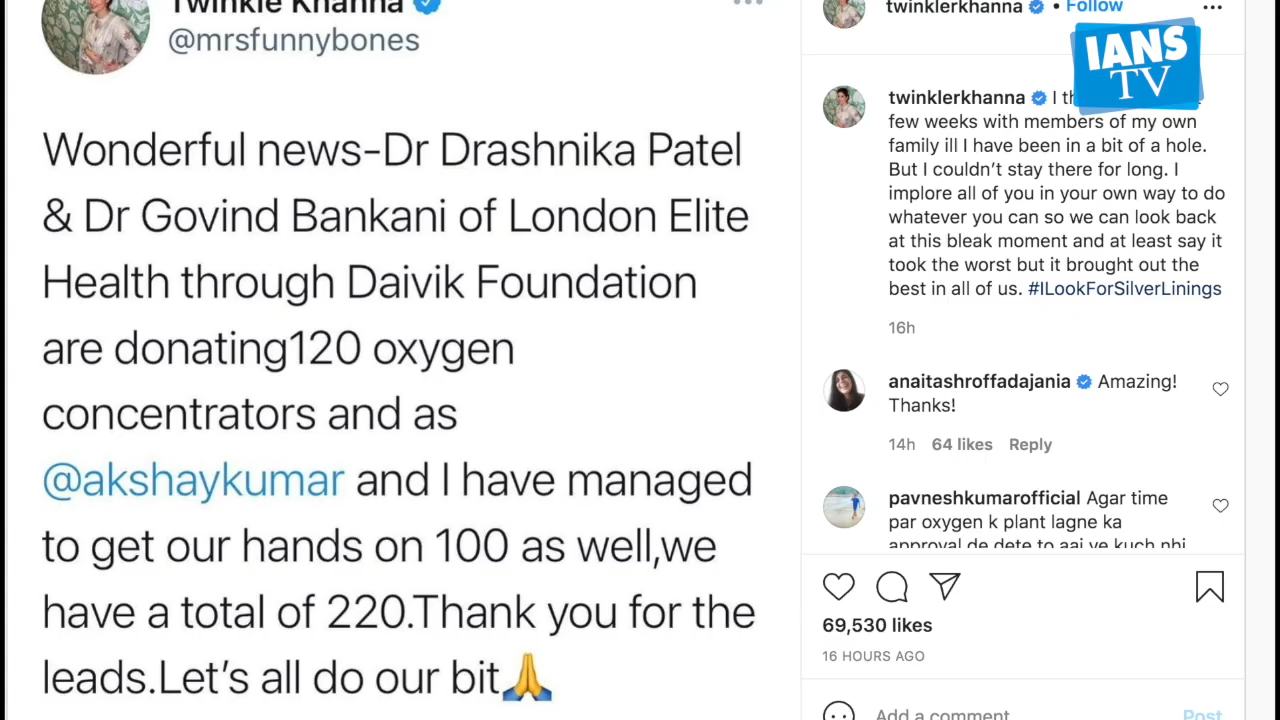 Twinkle Khanna
@mrsfunnybones
Wonderful news-Dr Drashnika Patel
& Dr Govind Bankani of London Elite
Health through Daivik Foundation
are donating120 oxygen
concentrators and as
@akshaykumar and I have managed
to get our hands on 100 as well,we
have a total of 220.Thank you for the
leads.Let's all do our bit🙏
twinklerkhanna • Follow
IANS
TV
twinklerkhanna I
few weeks with members of my own
family ill I have been in a bit of a hole.
But I couldn't stay there for long. I
implore all of you in your own way to do
whatever you can so we can look back
at this bleak moment and at least say it
took the worst but it brought out the
best in all of us. #ILookForSilverLinings
16h
anaitashroffadajania Amazing!
Thanks!
14h 64 likes Reply
pavneshkumarofficial Agar time
par oxygen k plant lagne ka
approval de dete to aaj ye kuch nhi
69,530 likes
16 HOURS AGO
Add a comment
Post